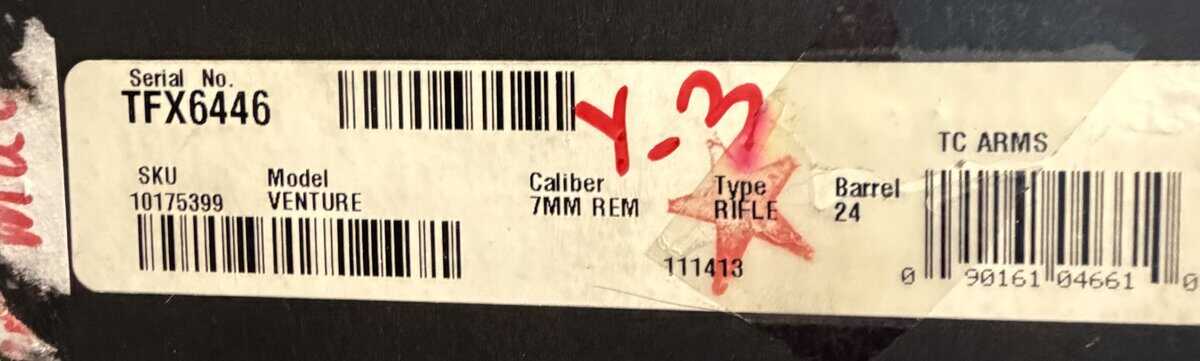 Serial No.
TFX6446
Y-3
TC ARMS
SKU Model Caliber Type Barrel
10175399 VENTURE 7MM REM RIFLE 24
111413
0 90161 04661 0